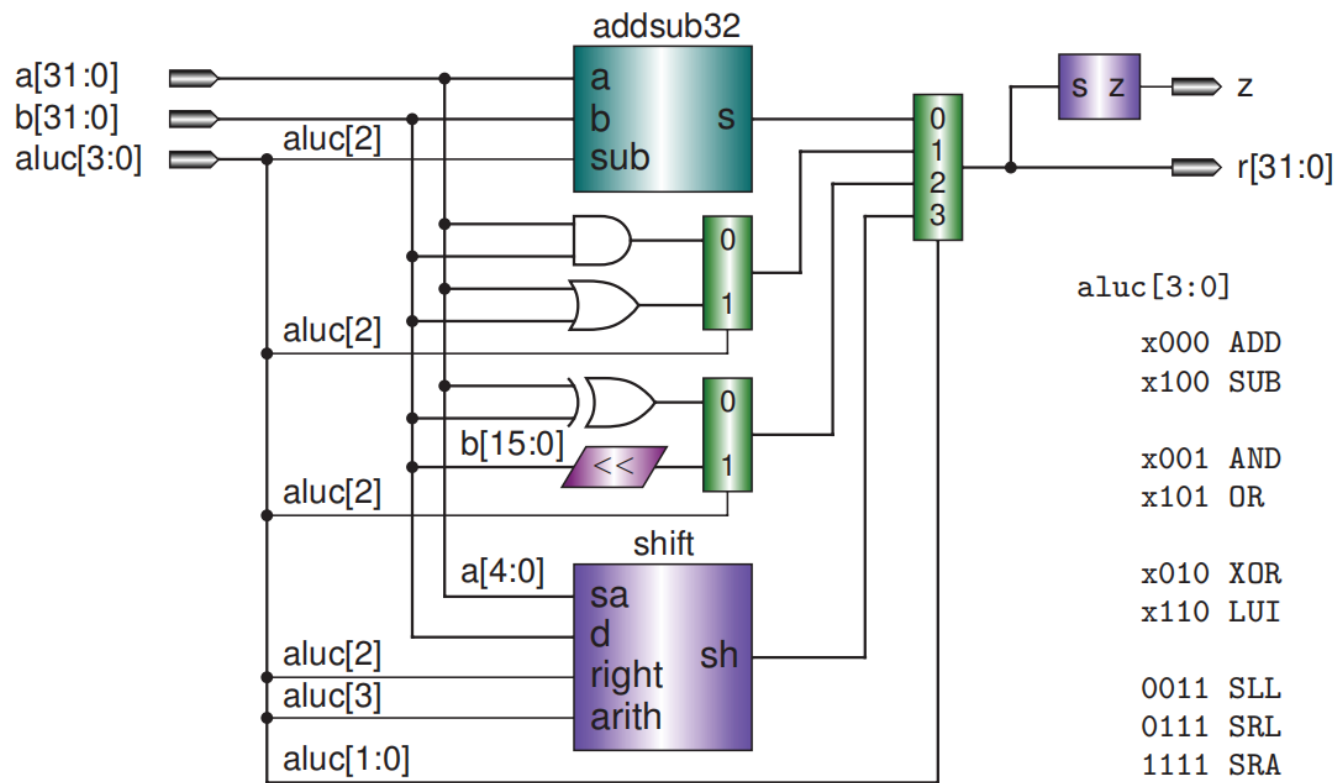 addsub32
a[31:0]
b[31:0]
aluc[3:0]
aluc[2]
a
b
sub
s
0
1
2
3
s z
z
r[31:0]
0
1
aluc[2]
0
1
b[15:0]
<<
aluc[2]
shift
a[4:0]
sa
d
right
arith
sh
aluc[2]
aluc[3]
aluc[1:0]
aluc[3:0]
x000 ADD
x100 SUB
x001 AND
x101 OR
x010 XOR
x110 LUI
0011 SLL
0111 SRL
1111 SRA